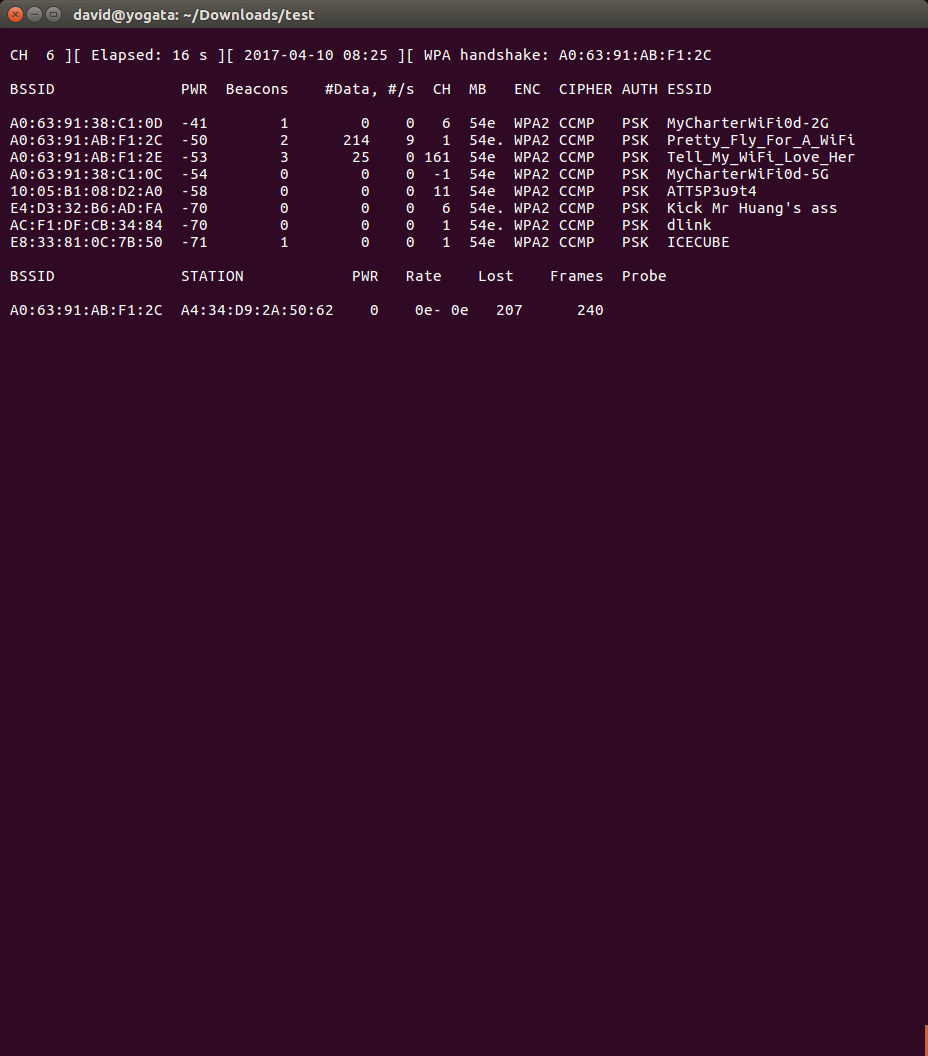 david@yogata: ~/Downloads/test
CH  6 ][ Elapsed: 16 s ][ 2017-04-10 08:25 ][ WPA handshake: A0:63:91:AB:F1:2C
BSSID              PWR  Beacons    #Data, #/s  CH  MB   ENC  CIPHER AUTH ESSID
A0:63:91:38:C1:0D  -41        1        0    0   6  54e  WPA2 CCMP   PSK  MyCharterWiFi0d-2G
A0:63:91:AB:F1:2C  -50        2      214    9   1  54e. WPA2 CCMP   PSK  Pretty_Fly_For_A_WiFi
A0:63:91:AB:F1:2E  -53        3       25    0 161  54e  WPA2 CCMP   PSK  Tell_My_WiFi_Love_Her
A0:63:91:38:C1:0C  -54        0        0    0  -1  54e  WPA2 CCMP   PSK  MyCharterWiFi0d-5G
10:05:B1:08:D2:A0  -58        0        0    0  11  54e  WPA2 CCMP   PSK  ATT5P3u9t4
E4:D3:32:B6:AD:FA  -70        0        0    0   6  54e. WPA2 CCMP   PSK  Kick Mr Huang's ass
AC:F1:DF:CB:34:84  -70        0        0    0   1  54e. WPA2 CCMP   PSK  dlink
E8:33:81:0C:7B:50  -71        1        0    0   1  54e  WPA2 CCMP   PSK  ICECUBE
BSSID              STATION            PWR   Rate    Lost    Frames  Probe
A0:63:91:AB:F1:2C  A4:34:D9:2A:50:62    0    0e- 0e   207      240